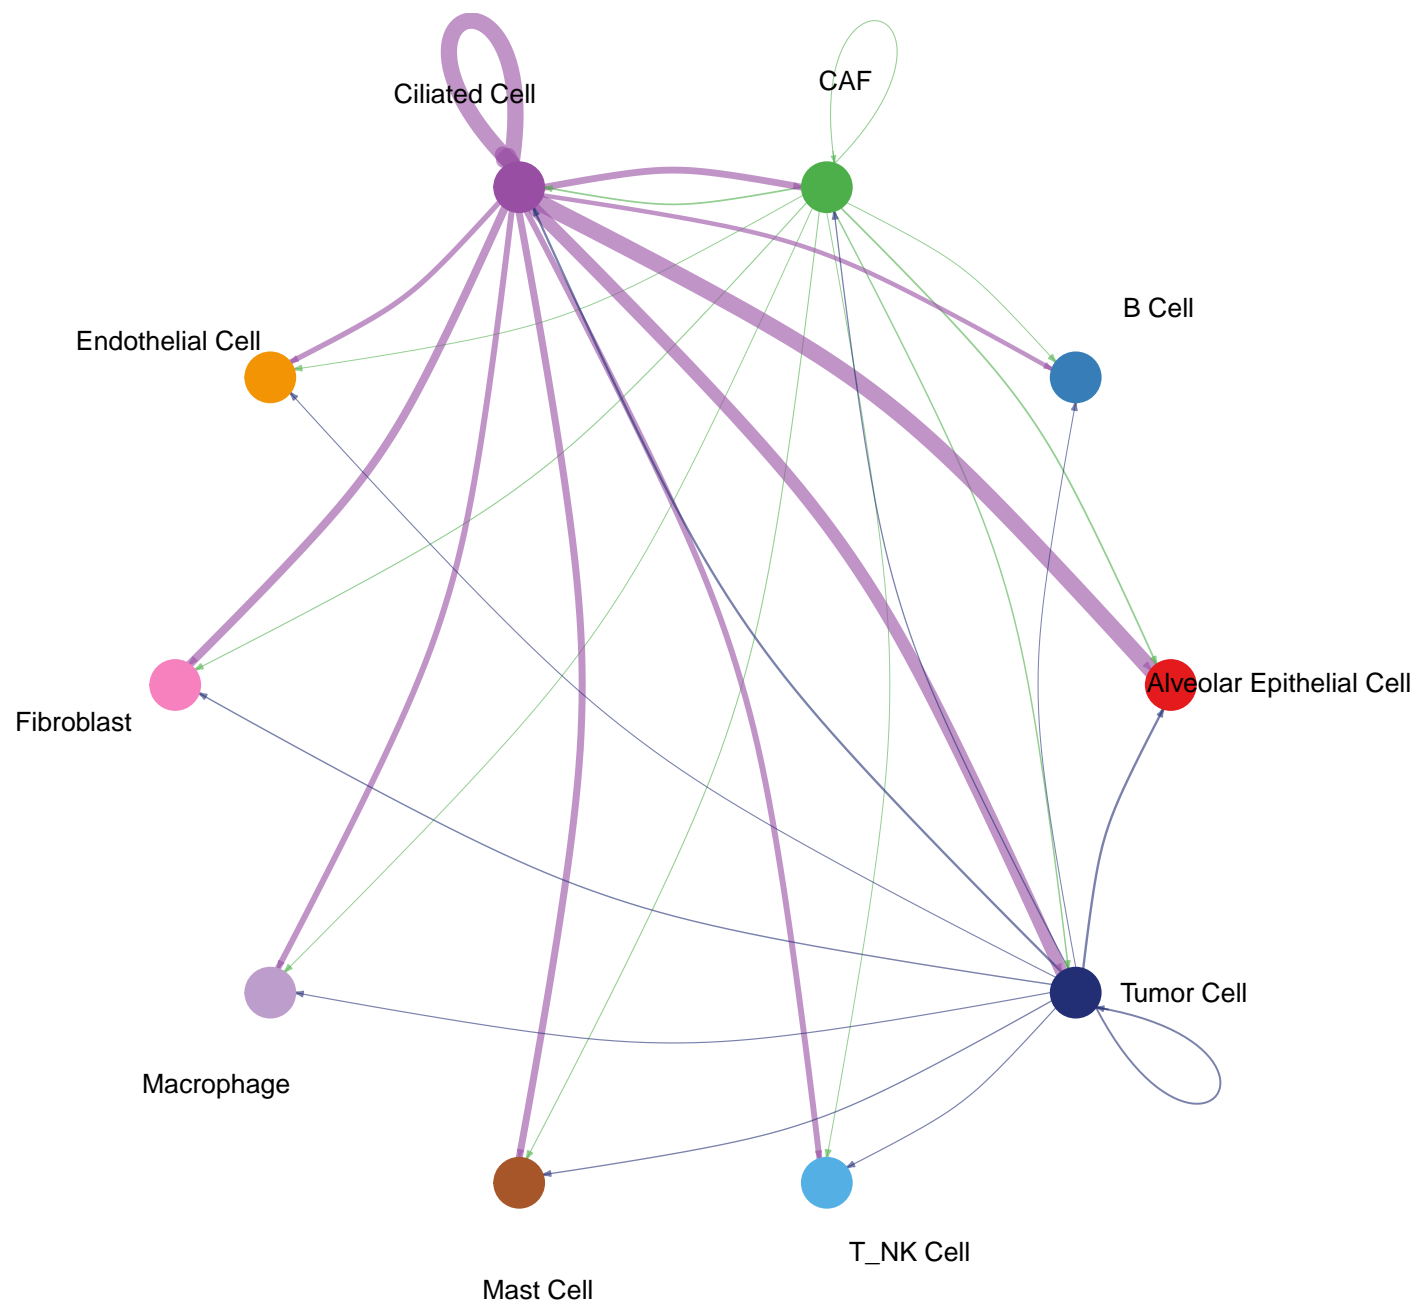 CAF
Ciliated Cell
B Cell
Endothelial Cell
Alveolar Epithelial Cell
Fibroblast
Tumor Cell
Macrophage
T_NK Cell
Mast Cell